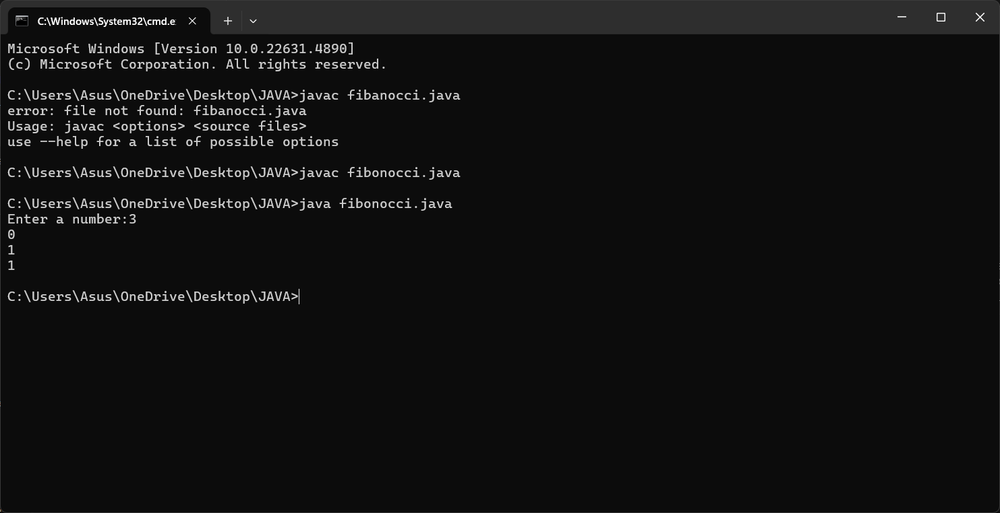 C:\Windows\System32\cmd.e
Microsoft Windows [Version 10.0.22631.4890]
(c) Microsoft Corporation. All rights reserved.
C:\Users\Asus\OneDrive\Desktop\JAVA>javac fibanocci.java
error: file not found: fibanocci.java
Usage: javac <options> <source files>
use --help for a list of possible options
C:\Users\Asus\OneDrive\Desktop\JAVA>javac fibonocci.java
C:\Users\Asus\OneDrive\Desktop\JAVA>java fibonocci.java
Enter a number:3
0
1
1
C:\Users\Asus\OneDrive\Desktop\JAVA>